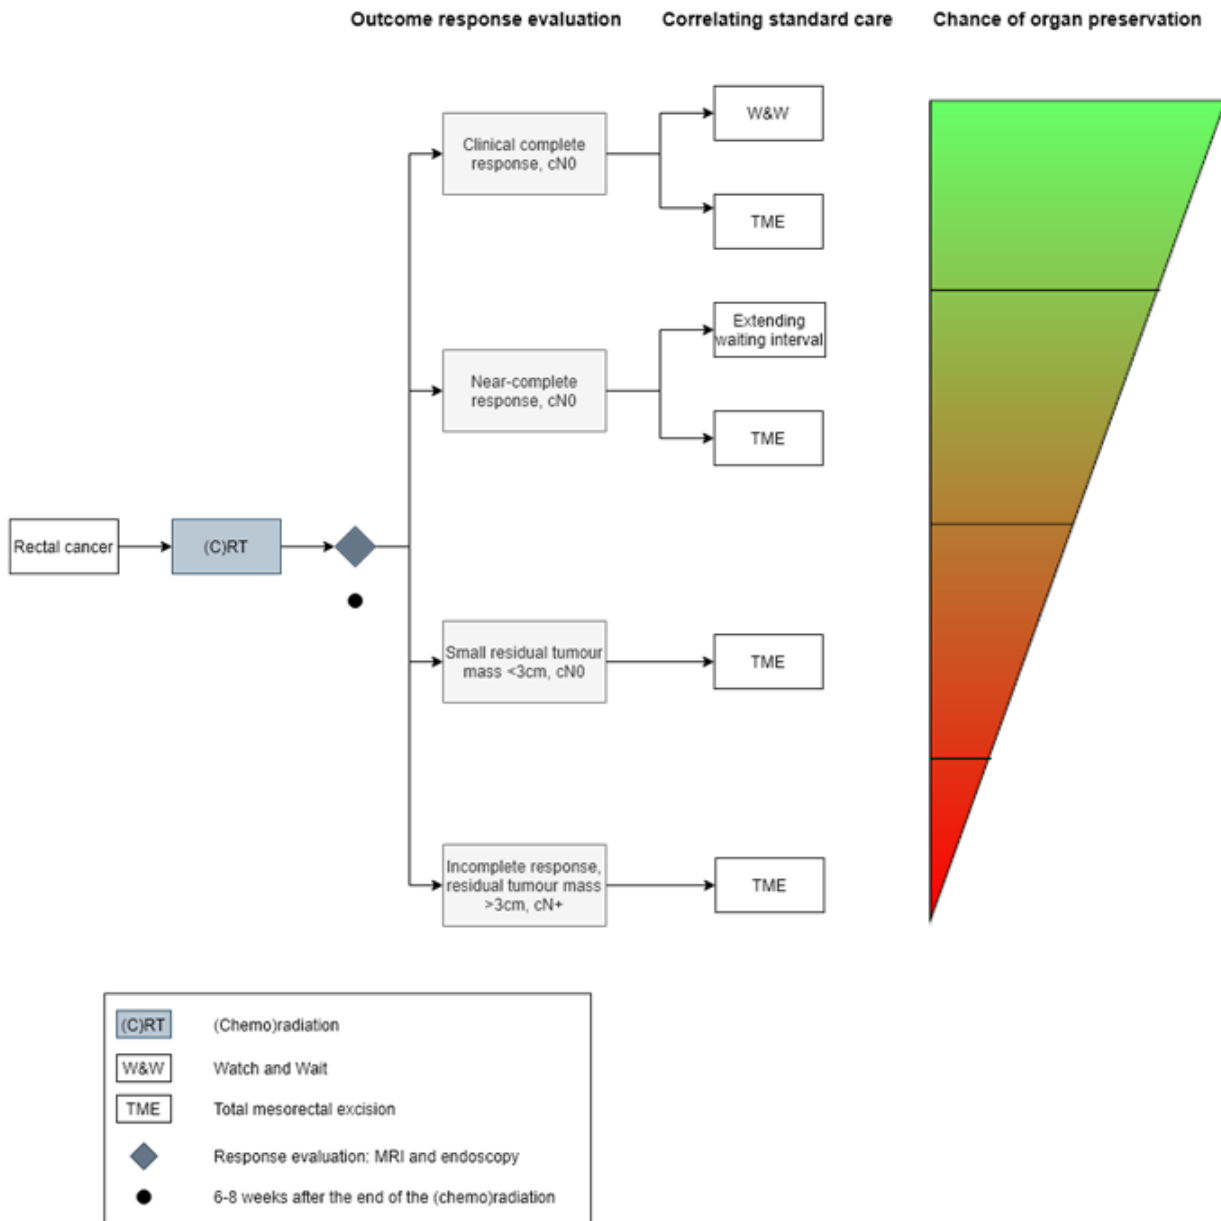 Outcome response evaluation
Correlating standard care
Chance of organ preservation
Clinical complete
response, cN0
W&W
TME
Near-complete
response, cN0
Extending
waiting interval
TME
Rectal cancer
(C)RT
Small residual tumour
mass <3cm, cN0
TME
Incomplete response,
residual tumour mass
>3cm, cN+
TME
(C)RT
(Chemo)radiation
W&W
Watch and Wait
TME
Total mesorectal excision
Response evaluation: MRI and endoscopy
6-8 weeks after the end of the (chemo)radiation